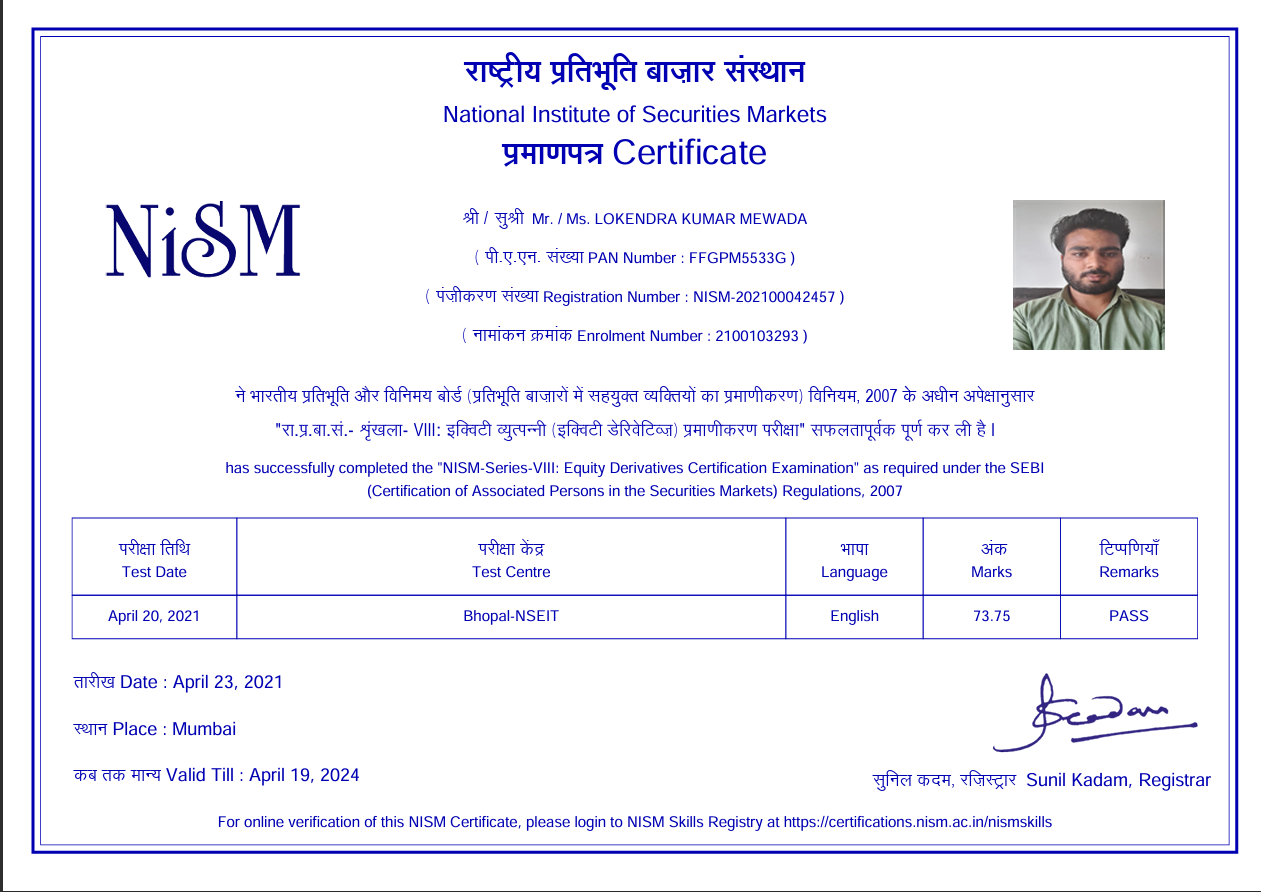 राष्ट्रीय प्रतिभूति बाज़ार संस्थान
National Institute of Securities Markets
प्रमाणपत्र Certificate
NiSM
श्री / सुश्री Mr. / Ms. LOKENDRA KUMAR MEWADA
( पी.ए.एन. संख्या PAN Number : FFGPM5533G )
( पंजीकरण संख्या Registration Number : NISM-202100042457 )
( नामांकन क्रमांक Enrolment Number : 2100103293 )
ने भारतीय प्रतिभूति और विनिमय बोर्ड (प्रतिभूति बाज़ारों में सहयुक्त व्यक्तियों का प्रमाणीकरण) विनियम, 2007 के अधीन अपेक्षानुसार
"रा.प्र.बा.सं.- शृंखला- VIII: इक्विटी व्युत्पन्नी (इक्विटी डेरिवेटिव्ज़) प्रमाणीकरण परीक्षा" सफलतापूर्वक पूर्ण कर ली है |
has successfully completed the "NISM-Series-VIII: Equity Derivatives Certification Examination" as required under the SEBI
(Certification of Associated Persons in the Securities Markets) Regulations, 2007
परीक्षा तिथि परीक्षा केंद्र भाषा अंक टिप्पणियाँ
Test Date Test Centre Language Marks Remarks
April 20, 2021 Bhopal-NSEIT English 73.75 PASS
तारीख Date : April 23, 2021
स्थान Place : Mumbai
कब तक मान्य Valid Till : April 19, 2024
सुनिल कदम, रजिस्ट्रार Sunil Kadam, Registrar
For online verification of this NISM Certificate, please login to NISM Skills Registry at https://certifications.nism.ac.in/nismskills